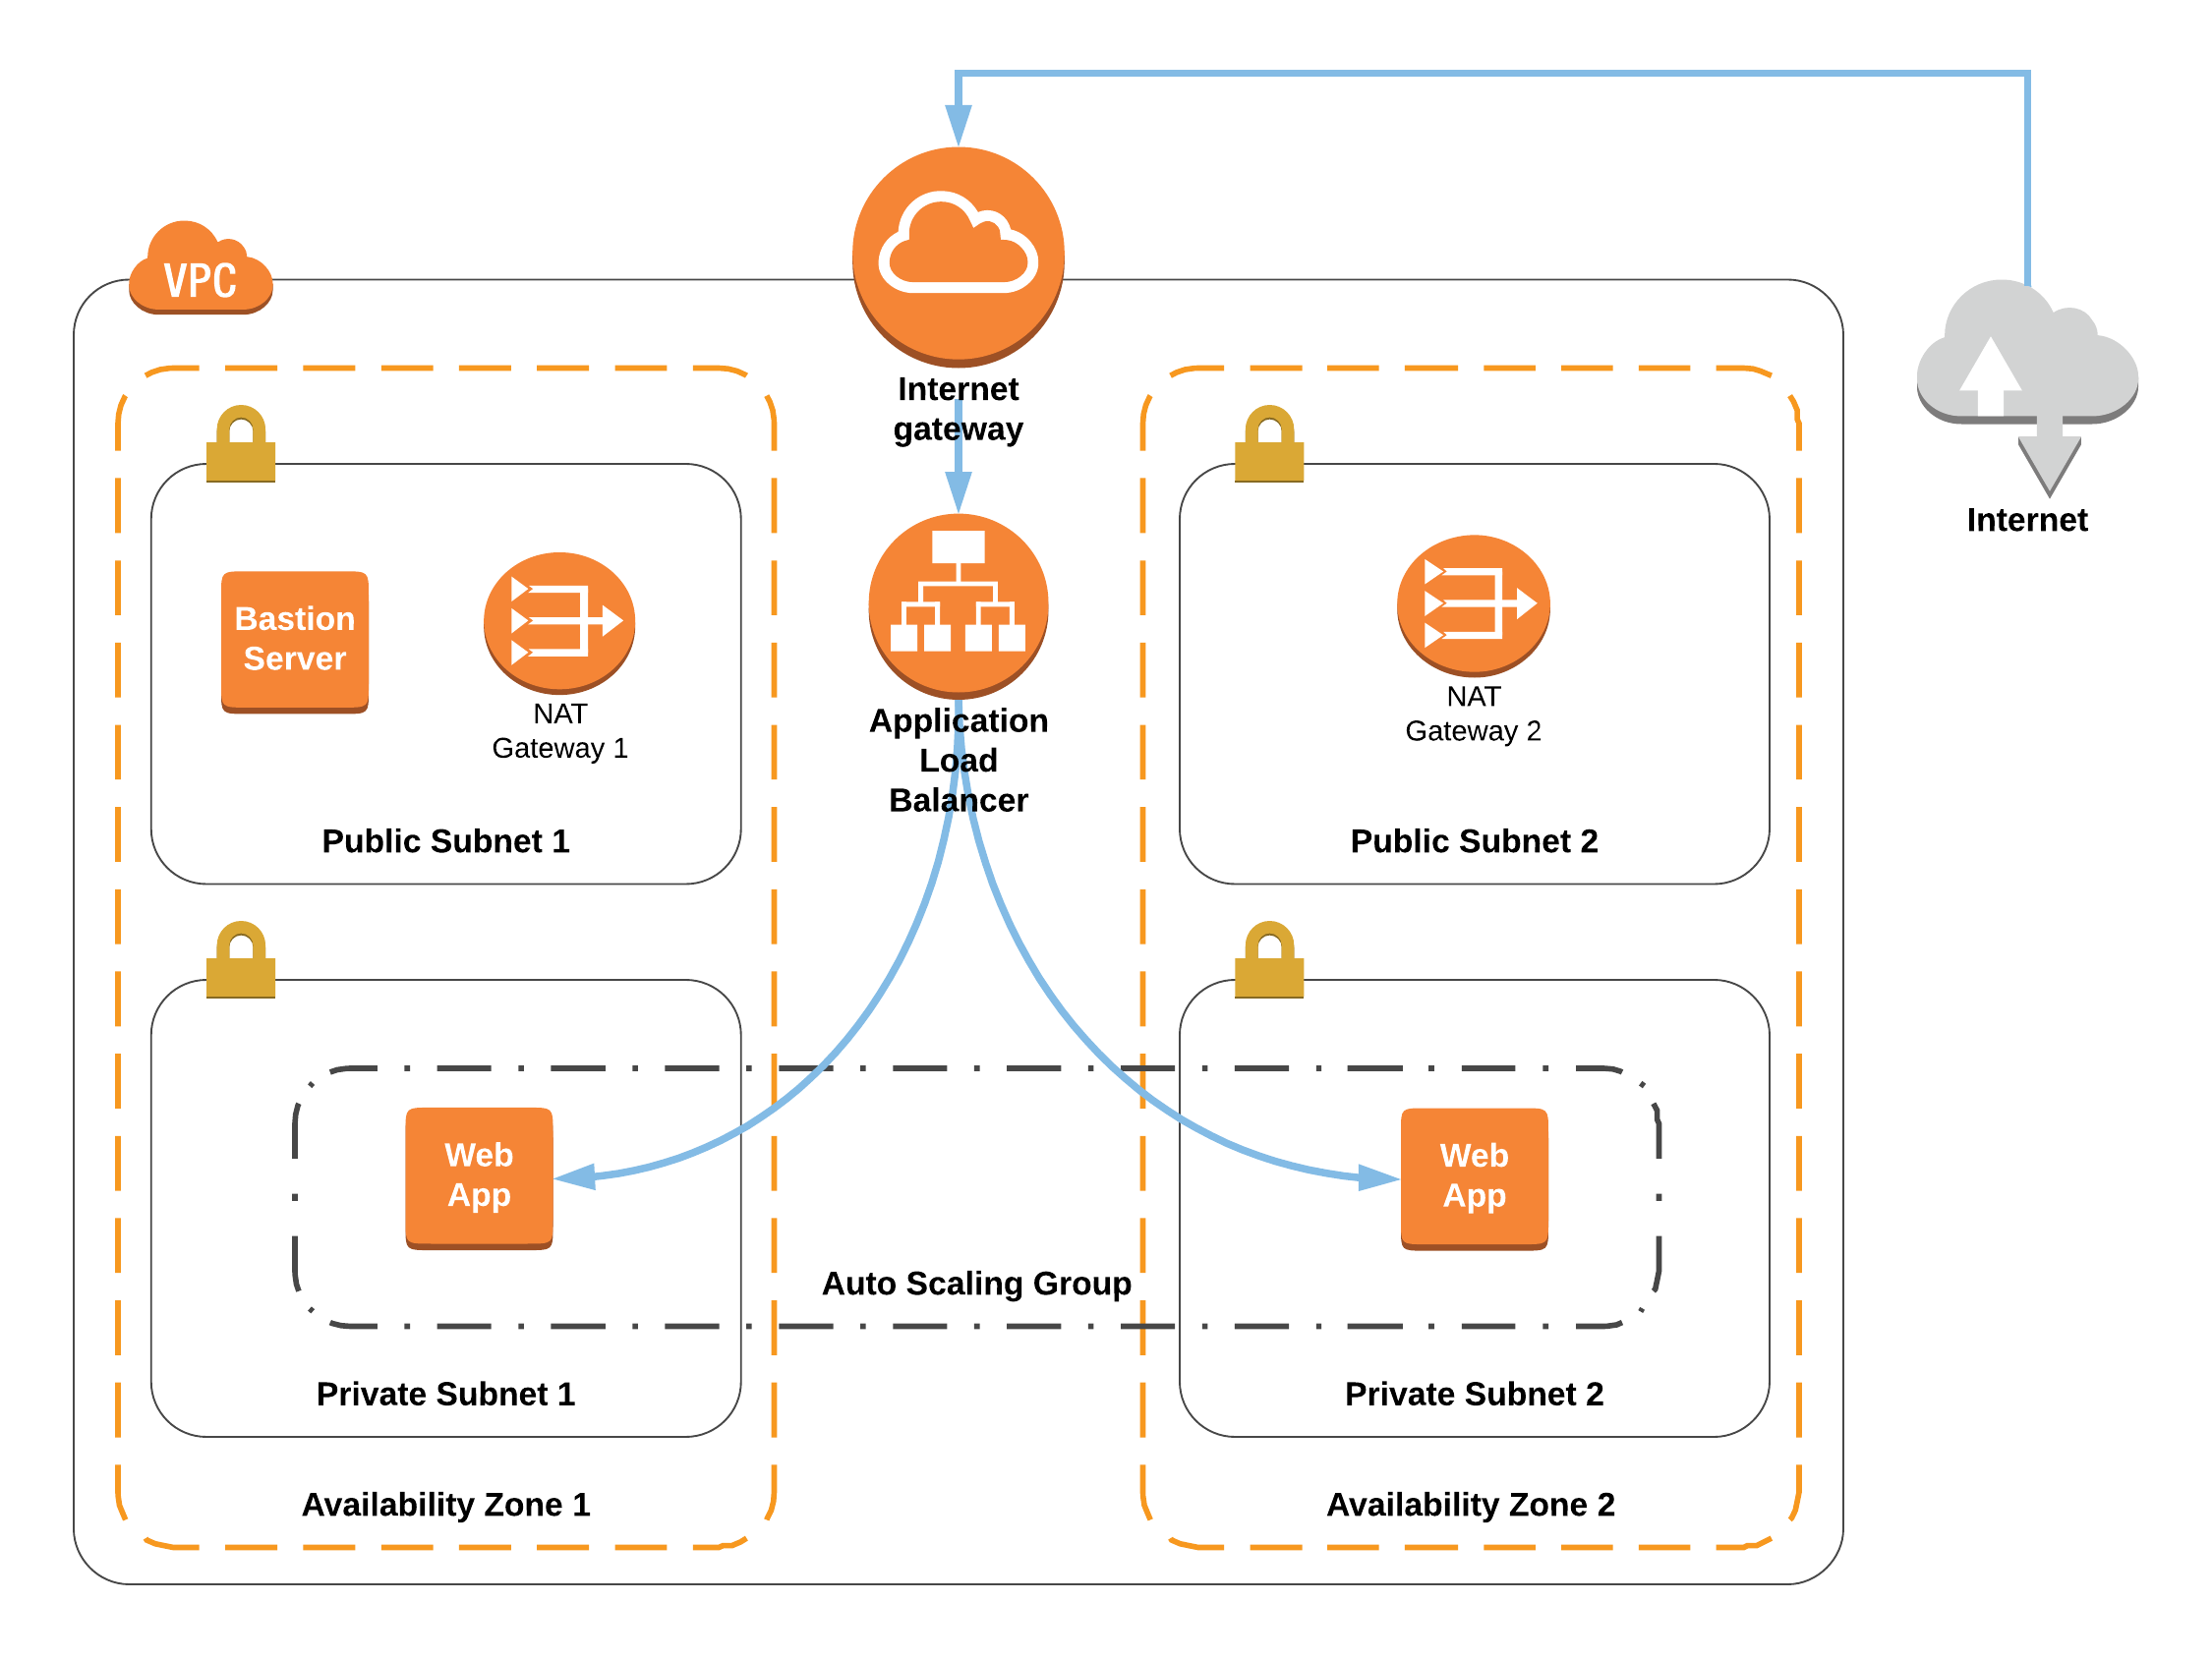 VPC
Internet
gateway
Internet
Bastion
Server
NAT
Gateway 1
Application
Load
Balancer
NAT
Gateway 2
Public Subnet 1
Public Subnet 2
Web
App
Web
App
Auto Scaling Group
Private Subnet 1
Private Subnet 2
Availability Zone 1
Availability Zone 2